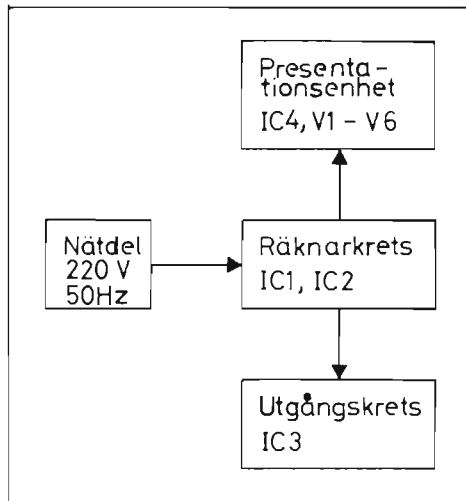 Presenta-
tionsenhet
IC4, V1 - V6
Nätdel
220 V
50Hz
Räknarkrets
IC1, IC2
Utgångskrets
IC3